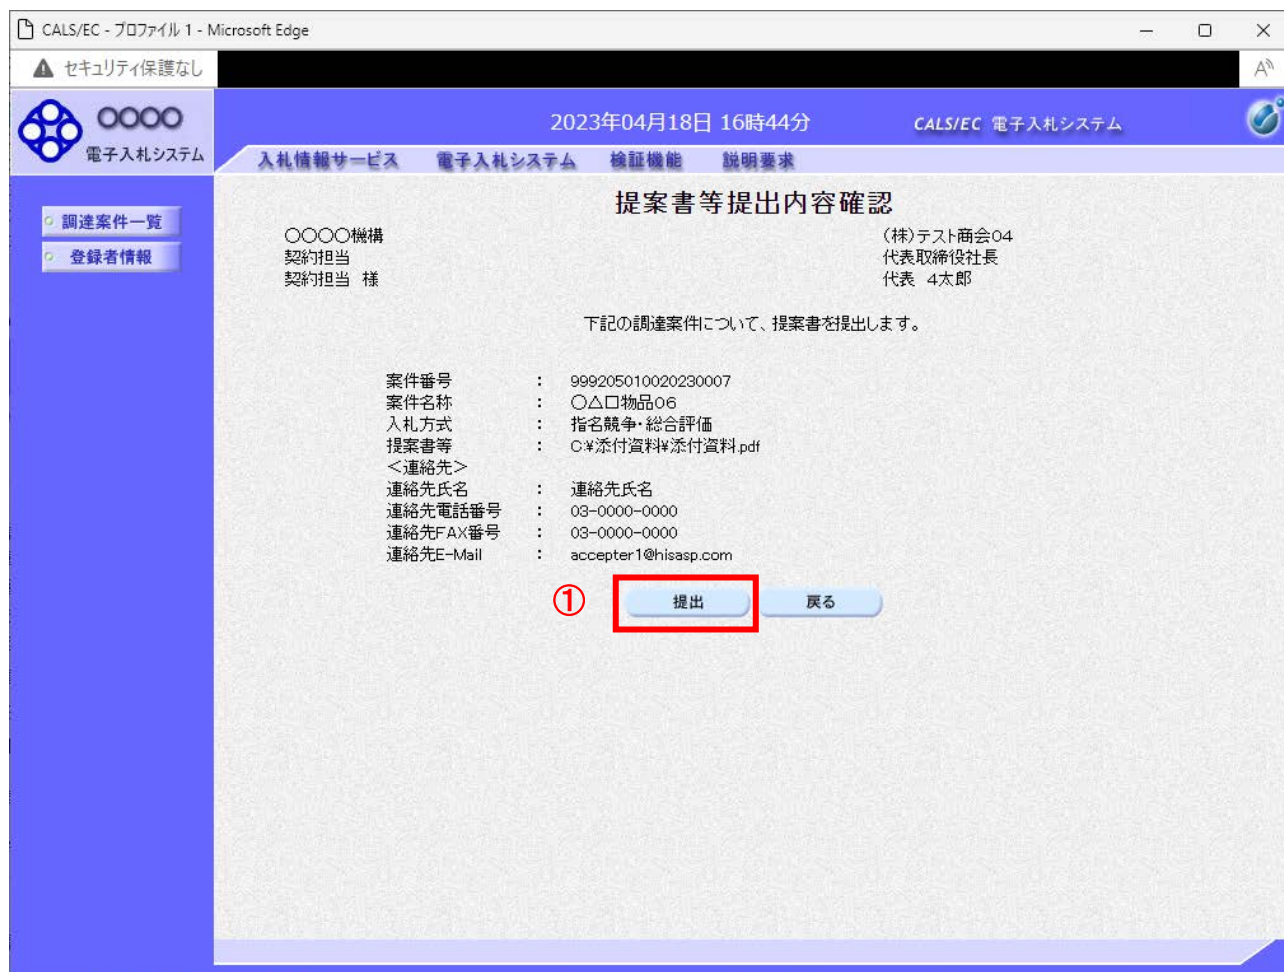 CALS/EC - プロファイル 1 - Microsoft Edge
セキュリティ保護なし
〇〇〇〇
電子入札システム
2023年04月18日 16時44分
CALS/EC 電子入札システム
入札情報サービス 電子入札システム 検証機能 説明要求
調達案件一覧
登録者情報
提案書等提出内容確認
〇〇〇〇機構
契約担当
契約担当 様
(株)テスト商会04
代表取締役社長
代表 4太郎
下記の調達案件について、提案書を提出します。
案件番号 : 999205010020230007
案件名称 : 〇△口物品06
入札方式 : 指名競争・総合評価
提案書等 : C:¥添付資料¥添付資料.pdf
<連絡先>
連絡先氏名 : 連絡先氏名
連絡先電話番号 : 03-0000-0000
連絡先FAX番号 : 03-0000-0000
連絡先E-Mail : accepter1@hisasp.com
① 提出 戻る